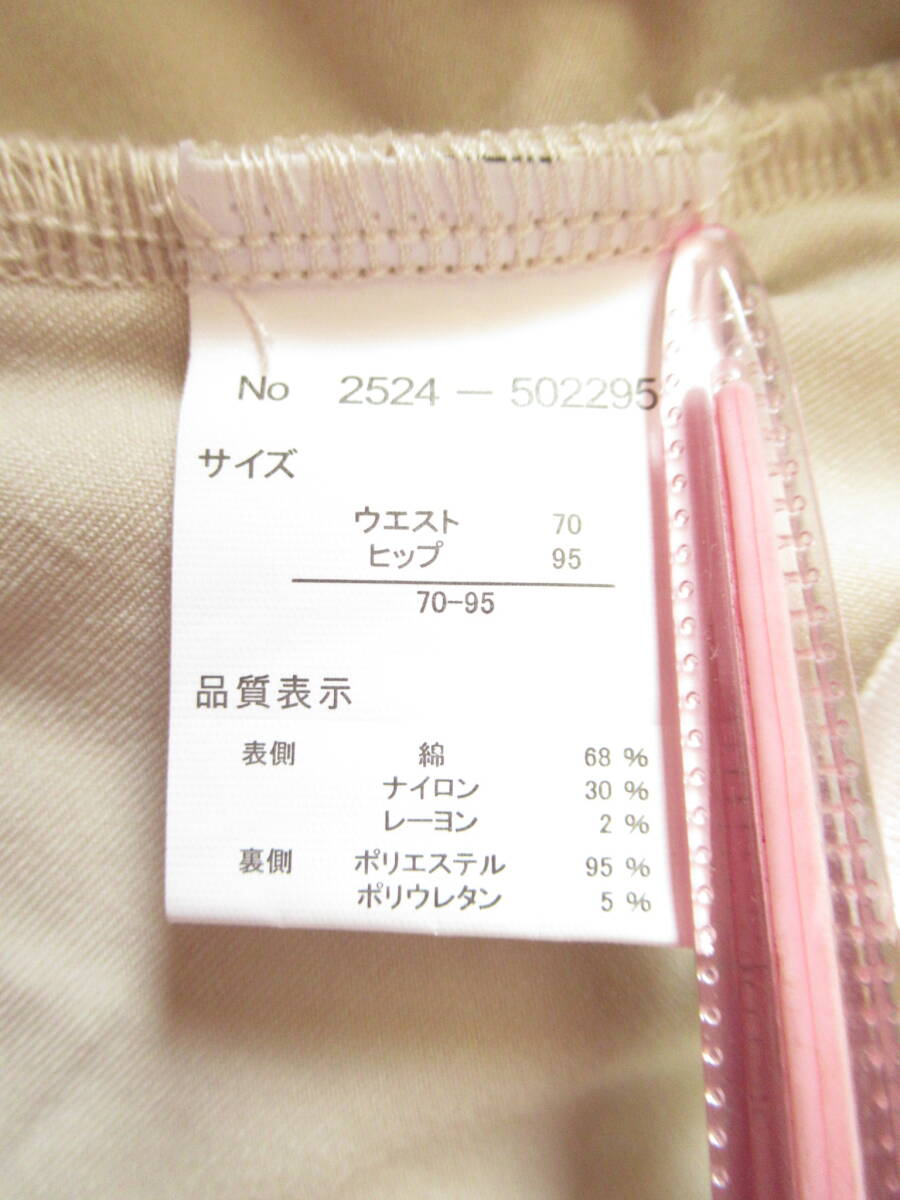 No 2524 − 502295
サイズ
ウエスト 70
ヒップ 95
70-95
品質表示
表側 綿 68 %
ナイロン 30 %
レーヨン 2 %
裏側 ポリエステル 95 %
ポリウレタン 5 %